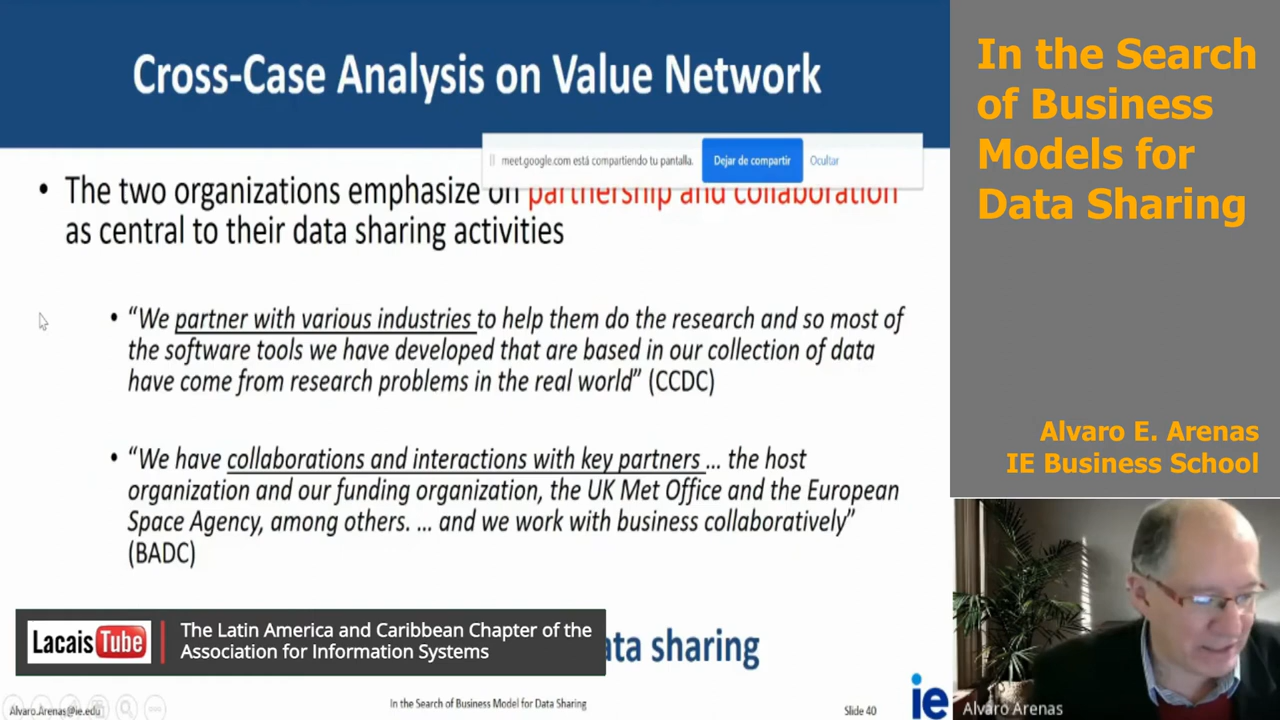 Cross-Case Analysis on Value Network
meet.google.com está compartiendo tu pantalla.
Dejar de compartir
Ocultar
• The two organizations emphasize on partnership and collaboration
as central to their data sharing activities
• “We partner with various industries to help them do the research and so most of
the software tools we have developed that are based in our collection of data
have come from research problems in the real world” (CCDC)
• “We have collaborations and interactions with key partners … the host
organization and our funding organization, the UK Met Office and the European
Space Agency, among others. … and we work with business collaboratively”
(BADC)
data sharing
LacaisTube
The Latin America and Caribbean Chapter of the
Association for Information Systems
Alvaro.Arenas@ie.edu
In the Search of Business Model for Data Sharing
Slide 40
ie
In the Search
of Business
Models for
Data Sharing
Alvaro E. Arenas
IE Business School
Alvaro Arenas